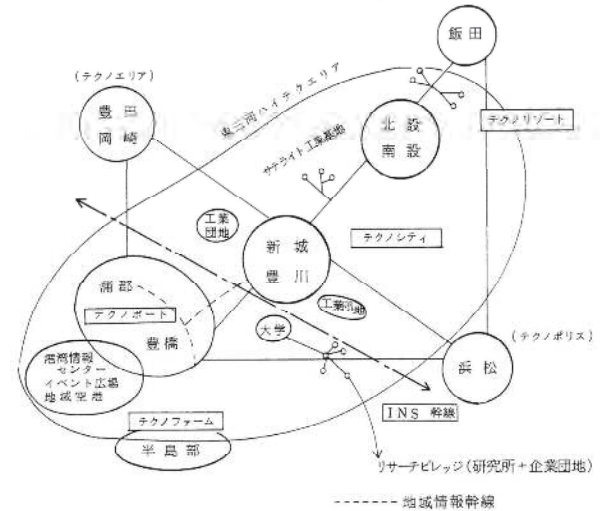 飯田
(テクノエリア)
豊田
岡崎
東三河ハイテクエリア
北設
南設
テクノリゾート
サテライト工業基地
工業
団地
新城
豊川
テクノシティ
蒲郡
テクノポート
豊橋
工業団地
大学
(テクノポリス)
浜松
港湾情報
センター
イベント広場
地域空港
INS 幹線
テクノファーム
半島部
リサーチビレッジ(研究所+企業団地)
地域情報幹線